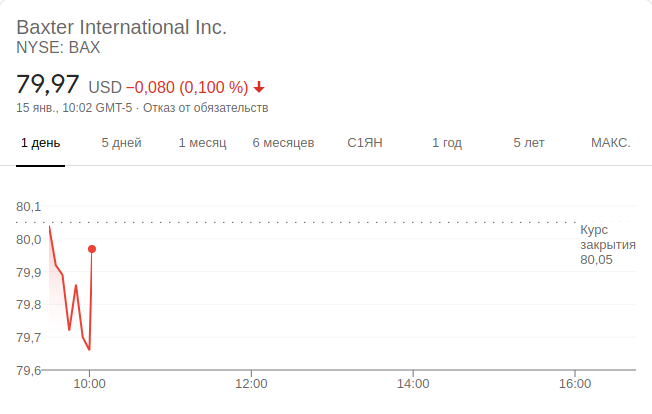 Baxter International Inc.
NYSE: BAX
79,97 USD −0,080 (0,100 %)
15 янв., 10:02 GMT-5 · Отказ от обязательств
1 день 5 дней 1 месяц 6 месяцев С1ЯН 1 год 5 лет МАКС.
80,1
Курс
закрытия
80,05
80,0
79,9
79,8
79,7
79,6
10:00 12:00 14:00 16:00